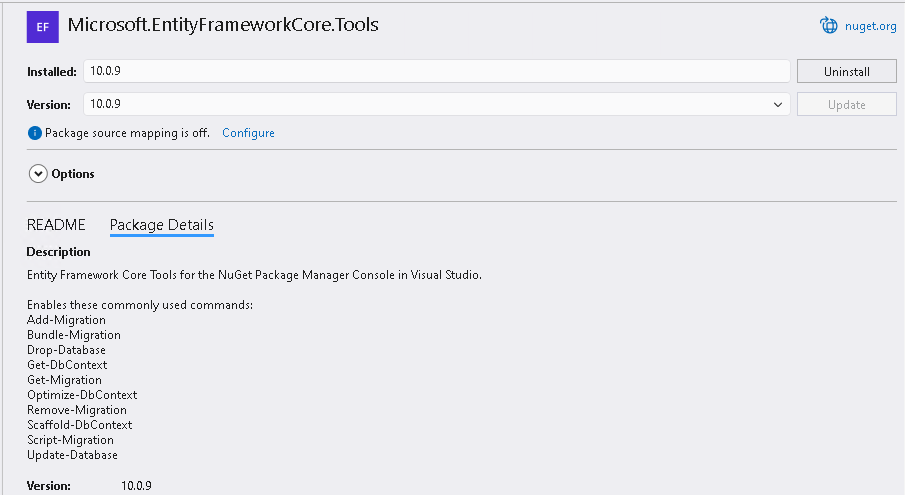 EF Microsoft.EntityFrameworkCore.Tools nuget.org
Installed: 10.0.9 Uninstall
Version: 10.0.9 Update
i Package source mapping is off. Configure
Options
README Package Details
Description
Entity Framework Core Tools for the NuGet Package Manager Console in Visual Studio.
Enables these commonly used commands:
Add-Migration
Bundle-Migration
Drop-Database
Get-DbContext
Get-Migration
Optimize-DbContext
Remove-Migration
Scaffold-DbContext
Script-Migration
Update-Database
Version: 10.0.9